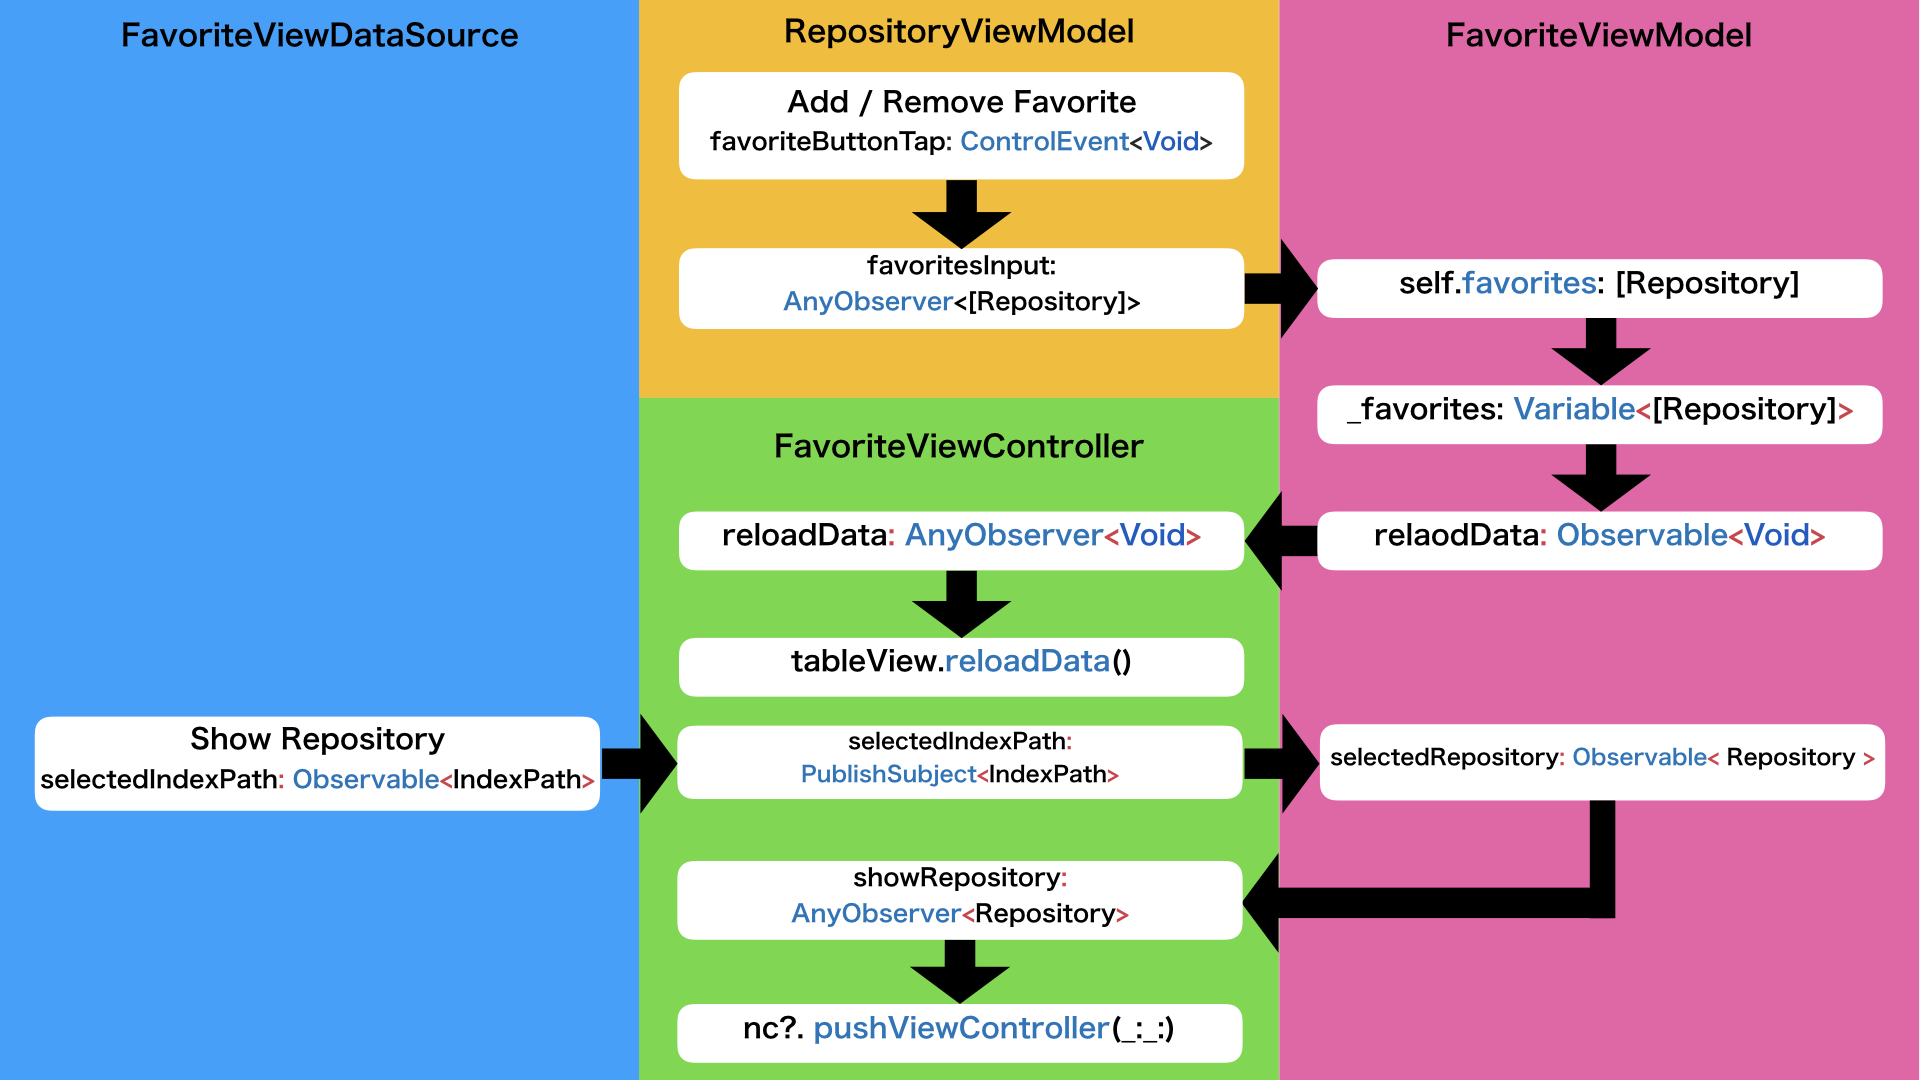 FavoriteViewDataSource
RepositoryViewModel
FavoriteViewModel
Add / Remove Favorite
favoriteButtonTap: ControlEvent<Void>
favoritesInput:
AnyObserver<[Repository]>
self.favorites: [Repository]
_favorites: Variable<[Repository]>
FavoriteViewController
reloadData: AnyObserver<Void>
relaodData: Observable<Void>
tableView.reloadData()
Show Repository
selectedIndexPath: Observable<IndexPath>
selectedIndexPath:
PublishSubject<IndexPath>
selectedRepository: Observable< Repository >
showRepository:
AnyObserver<Repository>
nc?. pushViewController(_:_:)